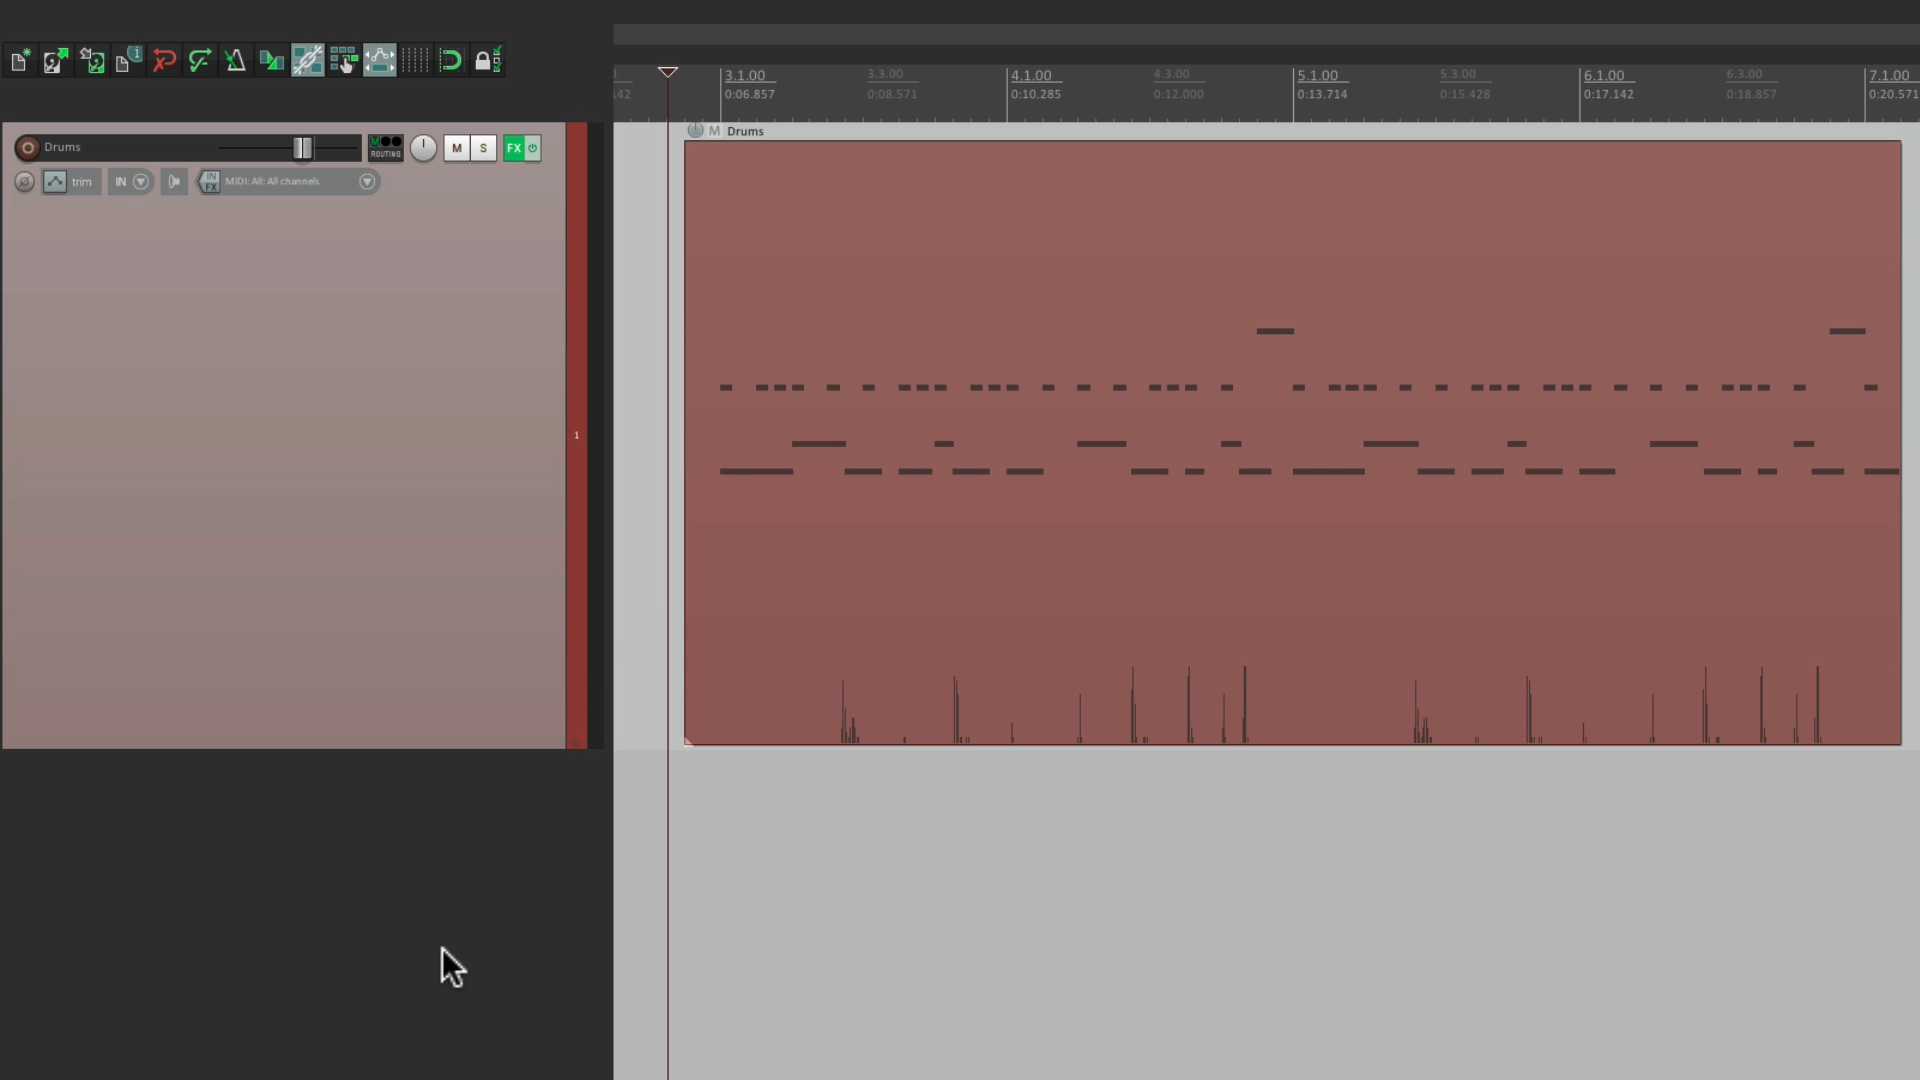 3.1.00 3.3.00 4.1.00 4.3.00 5.1.00 5.3.00 6.1.00 6.3.00 7.1.00
42 0:06.857 0:08.571 0:10.285 0:12.000 0:13.714 0:15.428 0:17.142 0:18.857 0:20.571
M Drums
Drums M ROUTING M S FX
trim IN IN FX MIDI: All: All channels
1